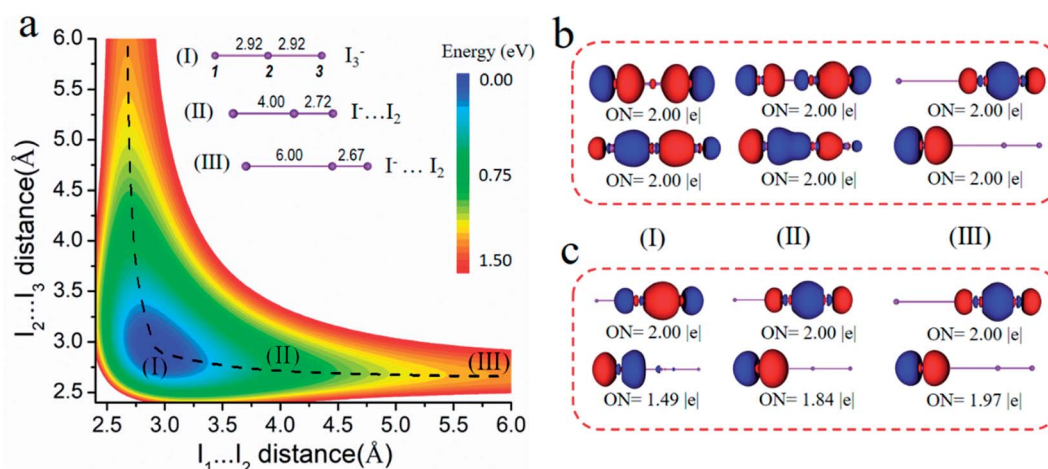 a
6.0
5.5
5.0
4.5
4.0
3.5
3.0
2.5
I₂...I₃ distance(Å)
2.4
3.0
3.5
4.0
4.5
5.0
5.5
6.0
I₁...I₂ distance(Å)
(I)
2.92 2.92
I₃⁻
1 2 3
(II)
4.00 2.72
I⁻...I₂
(III)
6.00 2.67
I⁻ ... I₂
Energy (eV)
0.00
0.75
1.50
(I)
(II)
(III)
b
ON= 2.00 |e| ON= 2.00 |e| ON= 2.00 |e|
ON= 2.00 |e| ON= 2.00 |e| ON= 2.00 |e|
(I) (II) (III)
c
ON= 2.00 |e| ON= 2.00 |e| ON= 2.00 |e|
ON= 1.49 |e| ON= 1.84 |e| ON= 1.97 |e|